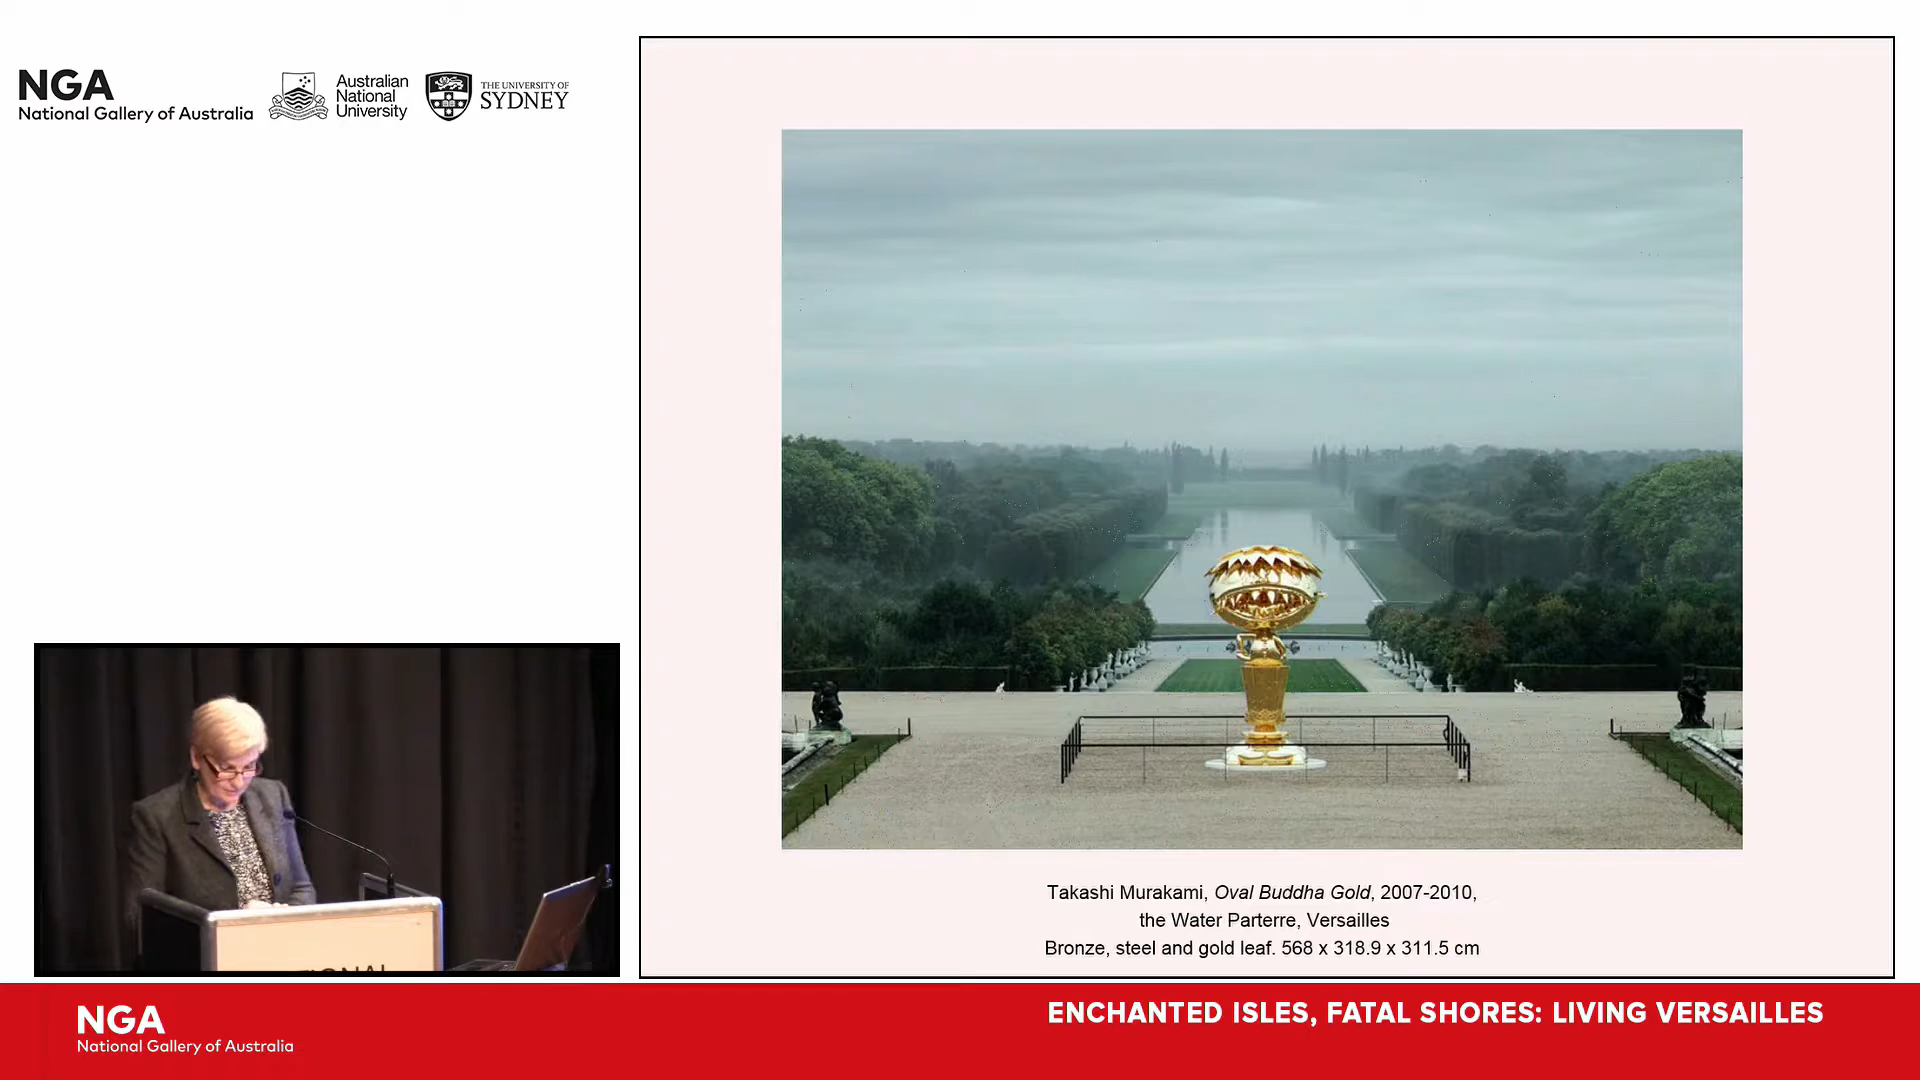 NGA
National Gallery of Australia
Australian
National
University
THE UNIVERSITY OF
SYDNEY
Takashi Murakami, Oval Buddha Gold, 2007-2010,
the Water Parterre, Versailles
Bronze, steel and gold leaf. 568 x 318.9 x 311.5 cm
NGA
National Gallery of Australia
ENCHANTED ISLES, FATAL SHORES: LIVING VERSAILLES